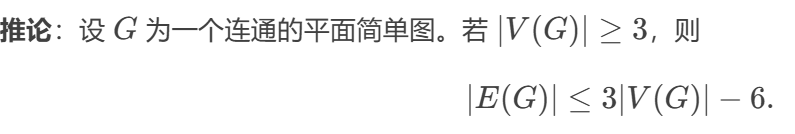 推论：设 G 为一个连通的平面简单图。若 |V(G)| ≥ 3，则
|E(G)| ≤ 3|V(G)| − 6.